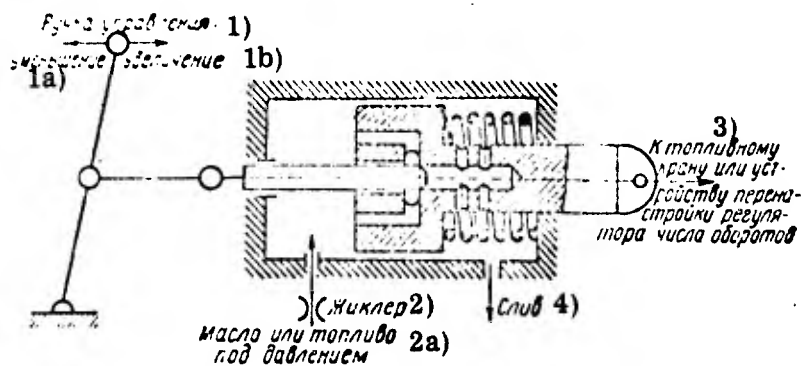 Ручка управления 1)
уменьшение увеличение 1b)
1a)
3)
К топливному
крану или уст-
ройству перена-
стройки регуля-
тора числа оборотов
Жиклер 2)
Слив 4)
Масло или топливо 2a)
под давлением